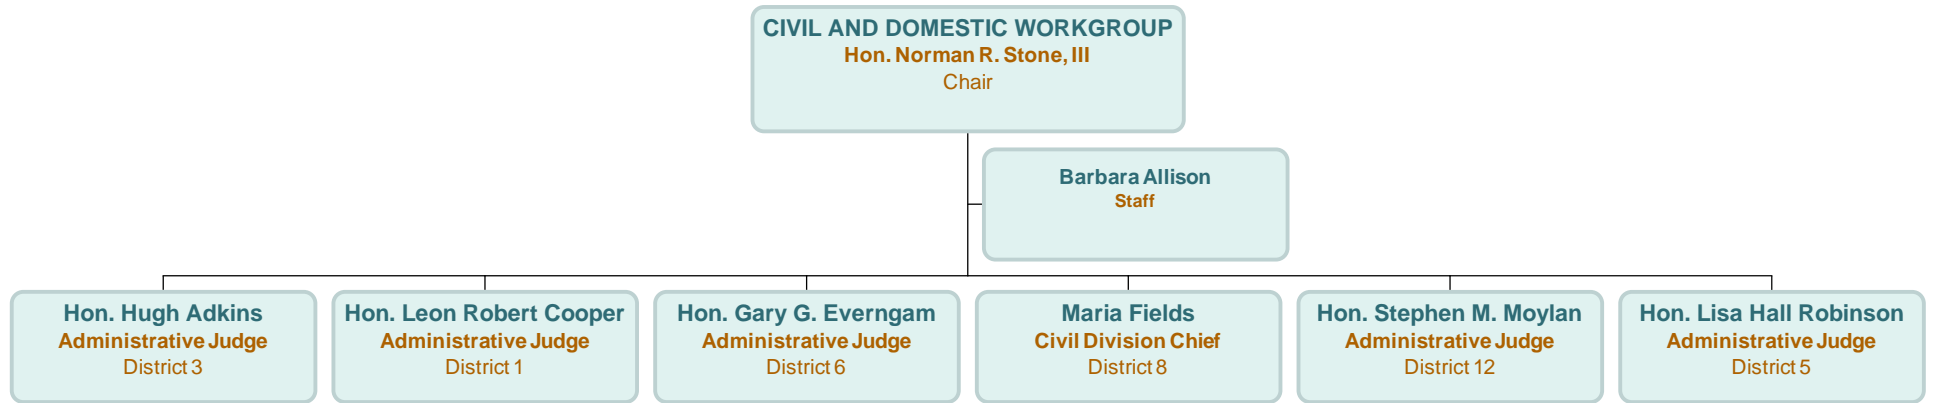 CIVIL AND DOMESTIC WORKGROUP
Hon. Norman R. Stone, III
Chair
Barbara Allison
Staff
Hon. Hugh Adkins
Administrative Judge
District 3
Hon. Leon Robert Cooper
Administrative Judge
District 1
Hon. Gary G. Everngam
Administrative Judge
District 6
Maria Fields
Civil Division Chief
District 8
Hon. Stephen M. Moylan
Administrative Judge
District 12
Hon. Lisa Hall Robinson
Administrative Judge
District 5